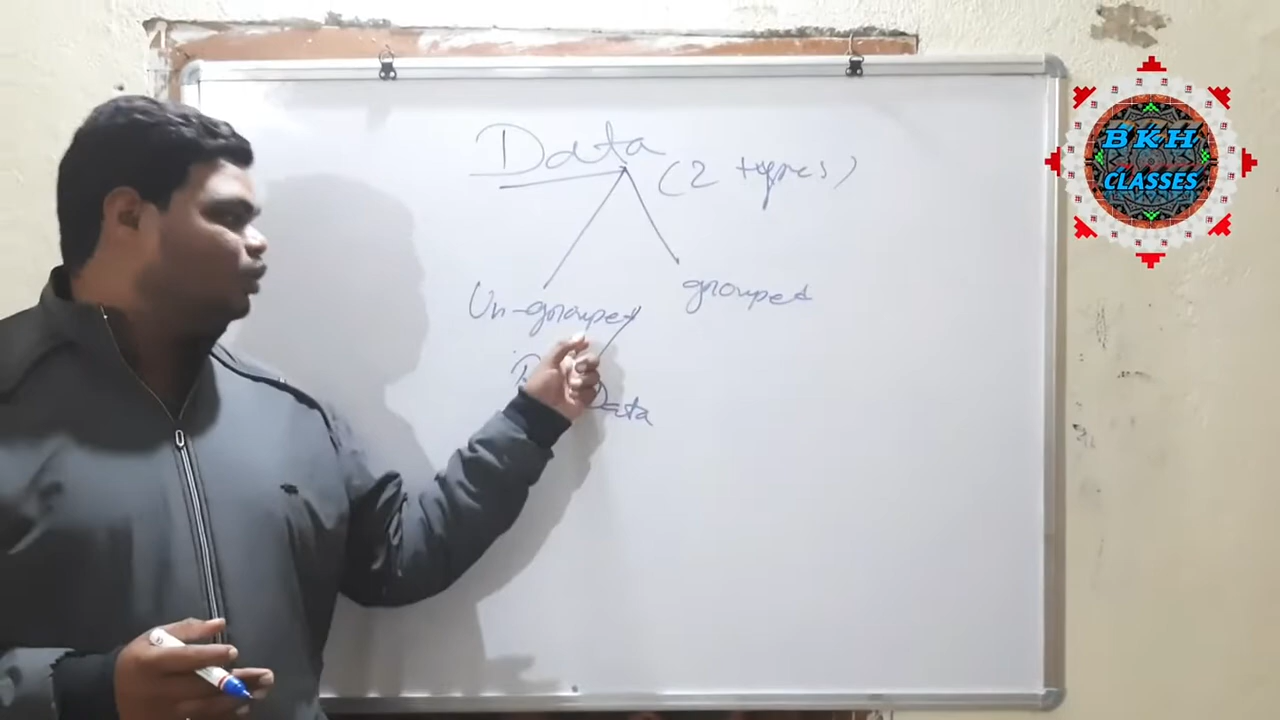 Data
(2 types)
Un-grouped
grouped
Data
BKH
CLASSES